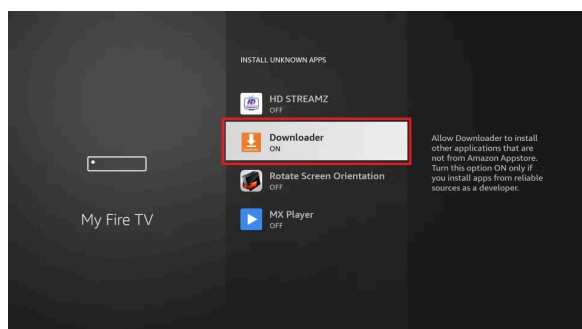 INSTALL UNKNOWN APPS
HD STREAMZ
OFF
Downloader
ON
Rotate Screen Orientation
OFF
MX Player
OFF
My Fire TV
Allow Downloader to install
other applications that are
not from Amazon Appstore.
Turn this option ON only if
you install apps from reliable
sources as a developer.